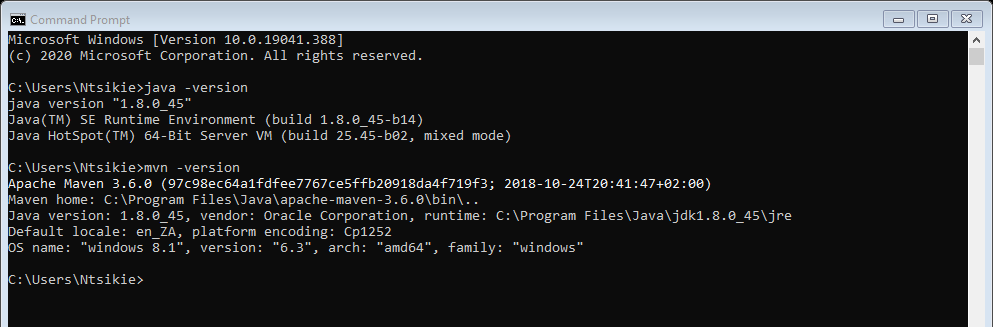 Command Prompt
Microsoft Windows [Version 10.0.19041.388]
(c) 2020 Microsoft Corporation. All rights reserved.
C:\Users\Ntsikie>java -version
java version "1.8.0_45"
Java(TM) SE Runtime Environment (build 1.8.0_45-b14)
Java HotSpot(TM) 64-Bit Server VM (build 25.45-b02, mixed mode)
C:\Users\Ntsikie>mvn -version
Apache Maven 3.6.0 (97c98ec64a1fdfee7767ce5ffb20918da4f719f3; 2018-10-24T20:41:47+02:00)
Maven home: C:\Program Files\Java\apache-maven-3.6.0\bin\..
Java version: 1.8.0_45, vendor: Oracle Corporation, runtime: C:\Program Files\Java\jdk1.8.0_45\jre
Default locale: en_ZA, platform encoding: Cp1252
OS name: "windows 8.1", version: "6.3", arch: "amd64", family: "windows"
C:\Users\Ntsikie>